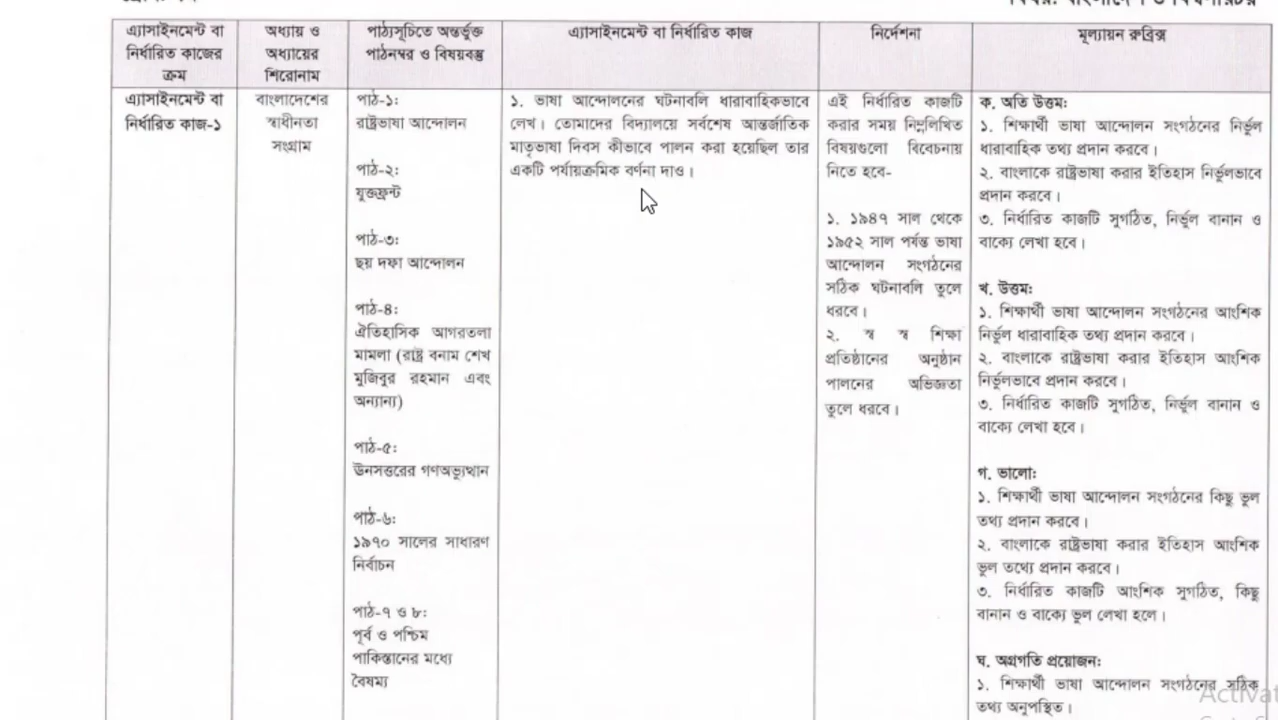 বিষয়: বাংলাদেশ ও বিশ্বপরিচয়
এ্যাসাইনমেন্ট বা
নির্ধারিত কাজের
ক্রম
অধ্যায় ও
অধ্যায়ের
শিরোনাম
পাঠ্যসূচিতে অন্তর্ভুক্ত
পাঠনম্বর ও বিষয়বস্তু
এ্যাসাইনমেন্ট বা নির্ধারিত কাজ
নির্দেশনা
মূল্যায়ন রুব্রিক্স
এ্যাসাইনমেন্ট বা
নির্ধারিত কাজ-১
বাংলাদেশের
স্বাধীনতা
সংগ্রাম
পাঠ-১:
রাষ্ট্রভাষা আন্দোলন
পাঠ-২:
যুক্তফ্রন্ট
পাঠ-৩:
ছয় দফা আন্দোলন
পাঠ-৪:
ঐতিহাসিক আগরতলা
মামলা (রাষ্ট্র বনাম শেখ
মুজিবুর রহমান এবং
অন্যান্য)
পাঠ-৫:
ঊনসত্তরের গণঅভ্যুত্থান
পাঠ-৬:
১৯৭০ সালের সাধারণ
নির্বাচন
পাঠ-৭ ও ৮:
পূর্ব ও পশ্চিম
পাকিস্তানের মধ্যে
বৈষম্য
১. ভাষা আন্দোলনের ঘটনাবলি ধারাবাহিকভাবে
লেখ। তোমাদের বিদ্যালয়ে সর্বশেষ আন্তর্জাতিক
মাতৃভাষা দিবস কীভাবে পালন করা হয়েছিল তার
একটি পর্যায়ক্রমিক বর্ণনা দাও।
এই নির্ধারিত কাজটি
করার সময় নিম্নলিখিত
বিষয়গুলো বিবেচনায়
নিতে হবে-
১. ১৯৪৭ সাল থেকে
১৯৫২ সাল পর্যন্ত ভাষা
আন্দোলন সংগঠনের
সঠিক ঘটনাবলি তুলে
ধরবে।
২. স্ব স্ব শিক্ষা
প্রতিষ্ঠানের অনুষ্ঠান
পালনের অভিজ্ঞতা
তুলে ধরবে।
ক. অতি উত্তম:
১. শিক্ষার্থী ভাষা আন্দোলন সংগঠনের নির্ভুল
ধারাবাহিক তথ্য প্রদান করবে।
২. বাংলাকে রাষ্ট্রভাষা করার ইতিহাস নির্ভুলভাবে
প্রদান করবে।
৩. নির্ধারিত কাজটি সুগঠিত, নির্ভুল বানান ও
বাক্যে লেখা হবে।
খ. উত্তম:
১. শিক্ষার্থী ভাষা আন্দোলন সংগঠনের আংশিক
নির্ভুল ধারাবাহিক তথ্য প্রদান করবে।
২. বাংলাকে রাষ্ট্রভাষা করার ইতিহাস আংশিক
নির্ভুলভাবে প্রদান করবে।
৩. নির্ধারিত কাজটি সুগঠিত, নির্ভুল বানান ও
বাক্যে লেখা হবে।
গ. ভালো:
১. শিক্ষার্থী ভাষা আন্দোলন সংগঠনের কিছু ভুল
তথ্য প্রদান করবে।
২. বাংলাকে রাষ্ট্রভাষা করার ইতিহাস আংশিক
ভুল তথ্যে প্রদান করবে।
৩. নির্ধারিত কাজটি আংশিক সুগঠিত, কিছু
বানান ও বাক্যে ভুল লেখা হলে।
ঘ. অগ্রগতি প্রয়োজন:
১. শিক্ষার্থী ভাষা আন্দোলন সংগঠনের সঠিক
তথ্য অনুপস্থিত।
Activat